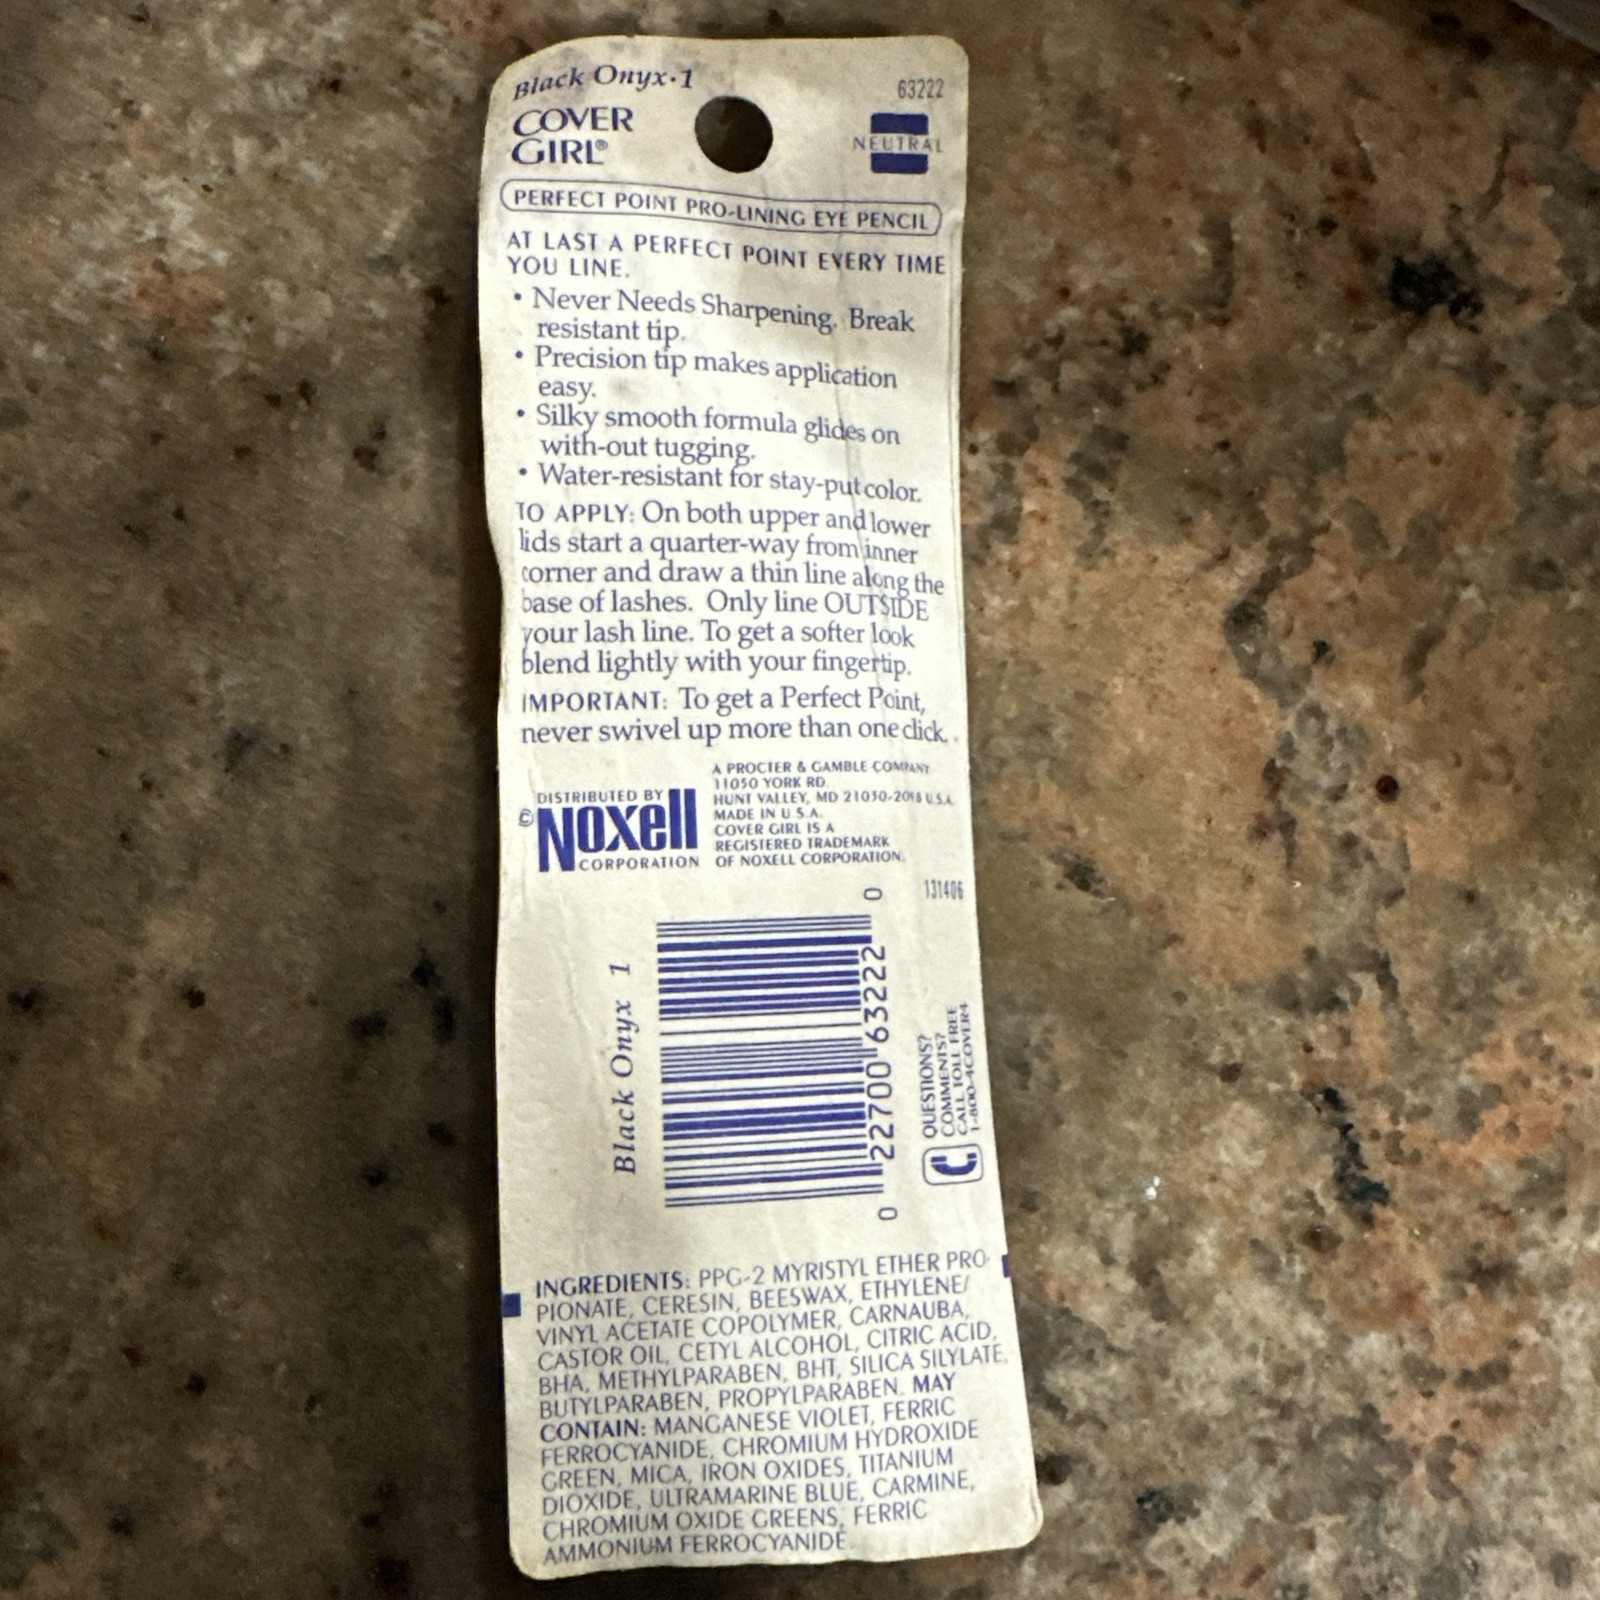 Black Onyx·1
63222
COVER
GIRL®
NEUTRAL
PERFECT POINT PRO-LINING EYE PENCIL
AT LAST A PERFECT POINT EVERY TIME
YOU LINE.
• Never Needs Sharpening. Break
resistant tip.
• Precision tip makes application
easy.
• Silky smooth formula glides on
with-out tugging.
• Water-resistant for stay-put color.
TO APPLY: On both upper and lower
lids start a quarter-way from inner
corner and draw a thin line along the
base of lashes. Only line OUTSIDE
your lash line. To get a softer look
blend lightly with your fingertip.
IMPORTANT: To get a Perfect Point,
never swivel up more than one click.
DISTRIBUTED BY
© Noxell
CORPORATION
A PROCTER & GAMBLE COMPANY
11050 YORK RD.
HUNT VALLEY, MD 21030-2098 U.S.A.
MADE IN U.S.A.
COVER GIRL IS A
REGISTERED TRADEMARK
OF NOXELL CORPORATION.
131406
Black Onyx 1
0 22700 63222 0
QUESTIONS?
COMMENTS?
CALL TOLL FREE
1-800-4COVER4
INGREDIENTS: PPG-2 MYRISTYL ETHER PRO-
PIONATE, CERESIN, BEESWAX, ETHYLENE/
VINYL ACETATE COPOLYMER, CARNAUBA,
CASTOR OIL, CETYL ALCOHOL, CITRIC ACID,
BHA, METHYLPARABEN, BHT, SILICA SILYLATE,
BUTYLPARABEN, PROPYLPARABEN. MAY
CONTAIN: MANGANESE VIOLET, FERRIC
FERROCYANIDE, CHROMIUM HYDROXIDE
GREEN, MICA, IRON OXIDES, TITANIUM
DIOXIDE, ULTRAMARINE BLUE, CARMINE,
CHROMIUM OXIDE GREENS, FERRIC
AMMONIUM FERROCYANIDE.